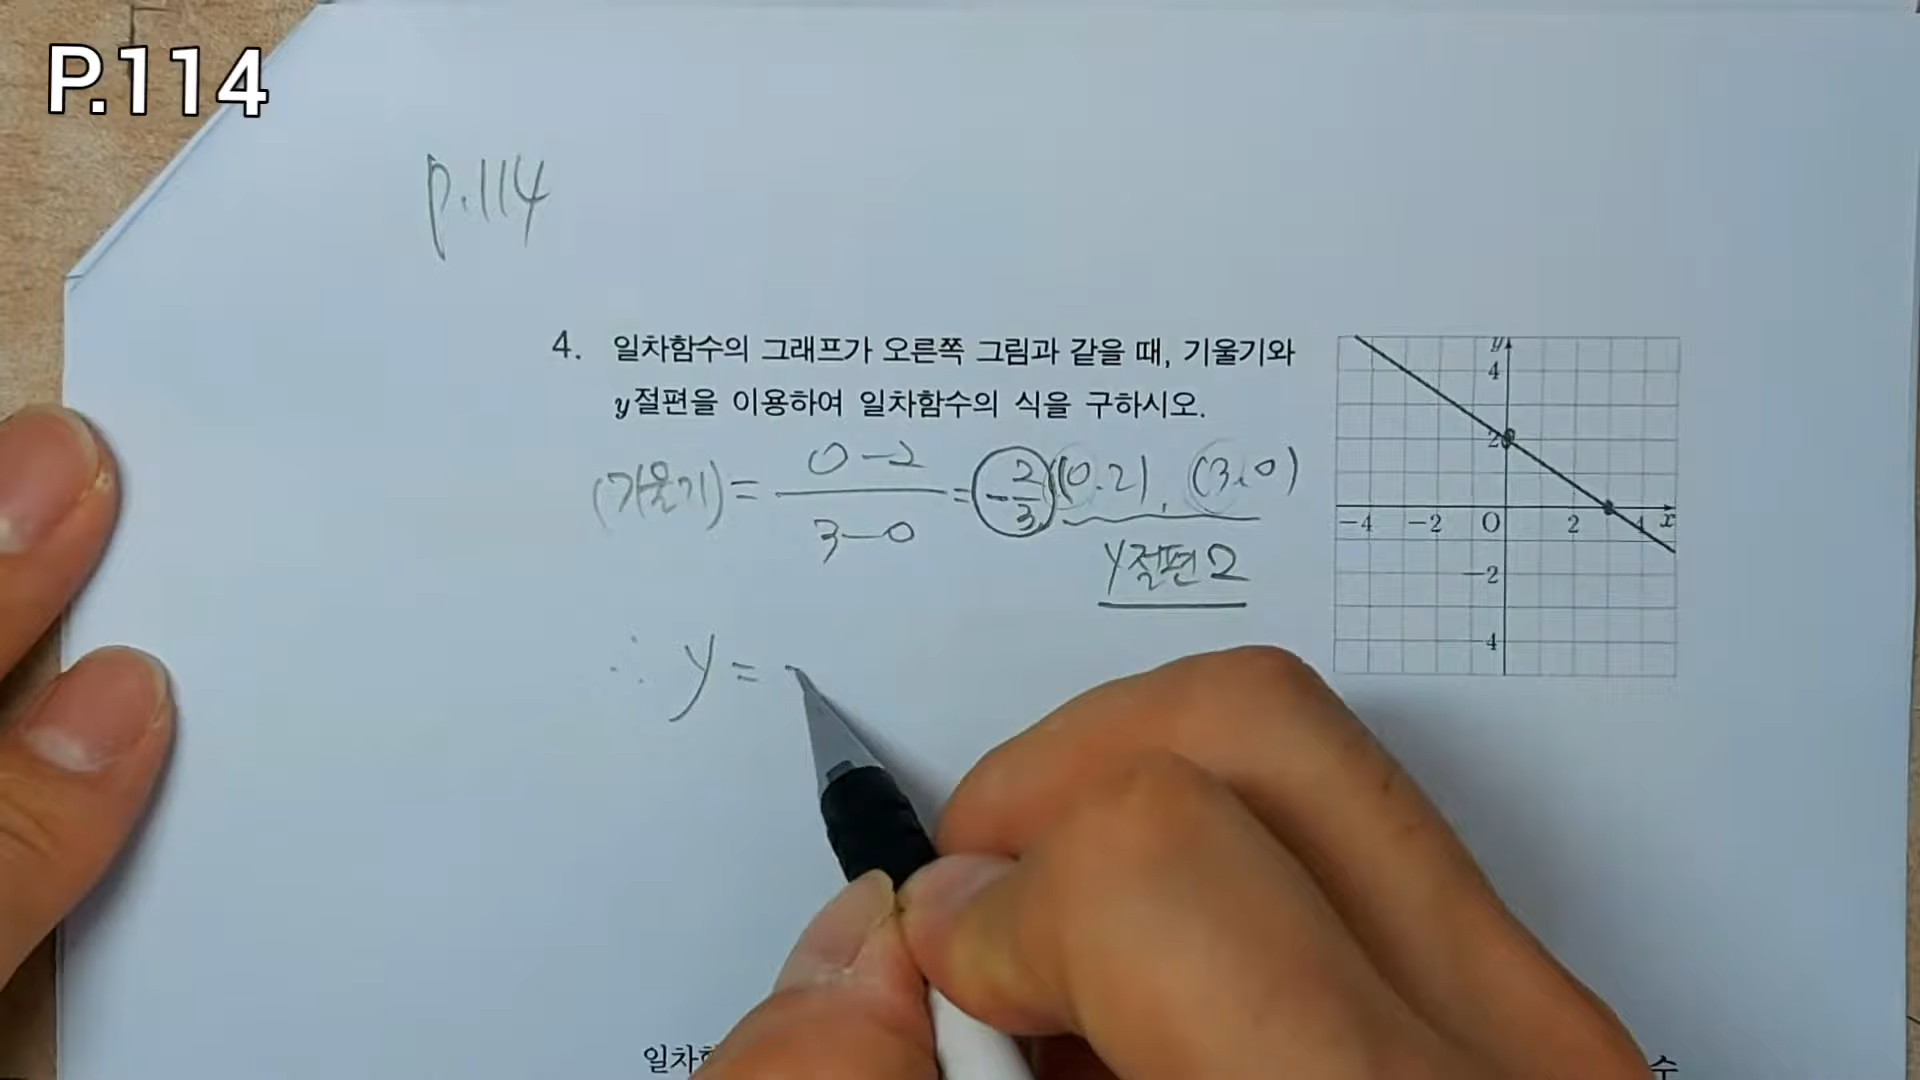 P.114
p.114
4. 일차함수의 그래프가 오른쪽 그림과 같을 때, 기울기와
y절편을 이용하여 일차함수의 식을 구하시오.
(기울기) = 0-2 / 3-0 = -2/3 (0.2), (3.0)
y절편 2
∴ y = -
y
4
2
-4 -2 O 2 4 x
-2
-4
일차
수